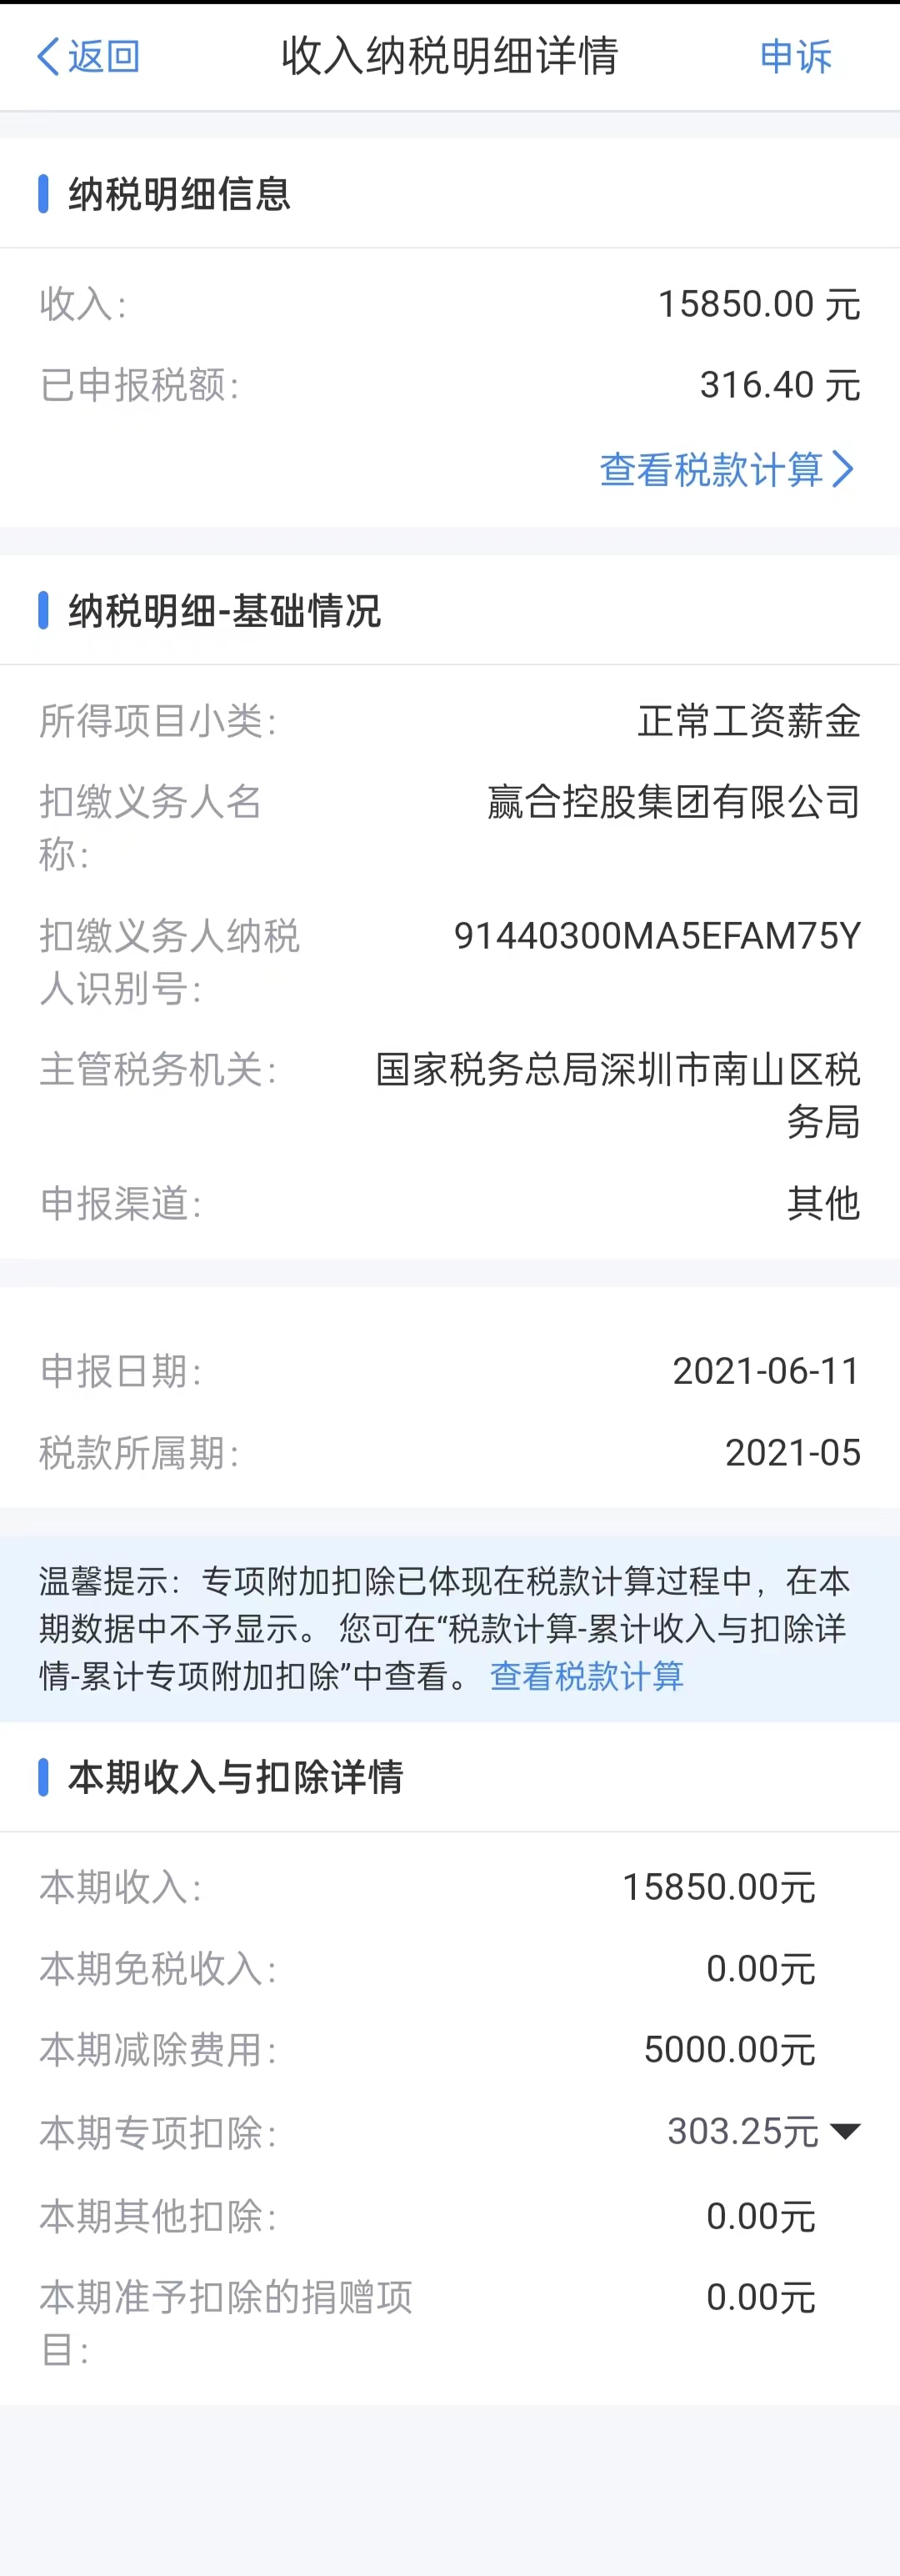 返回 收入纳税明细详情 申诉
纳税明细信息
收入： 15850.00 元
已申报税额： 316.40 元
查看税款计算
纳税明细-基础情况
所得项目小类： 正常工资薪金
扣缴义务人名 赢合控股集团有限公司
称：
扣缴义务人纳税 91440300MA5EFAM75Y
人识别号：
主管税务机关： 国家税务总局深圳市南山区税
务局
申报渠道： 其他
申报日期： 2021-06-11
税款所属期： 2021-05
温馨提示：专项附加扣除已体现在税款计算过程中，在本
期数据中不予显示。您可在“税款计算-累计收入与扣除详
情-累计专项附加扣除”中查看。 查看税款计算
本期收入与扣除详情
本期收入： 15850.00元
本期免税收入： 0.00元
本期减除费用： 5000.00元
本期专项扣除： 303.25元
本期其他扣除： 0.00元
本期准予扣除的捐赠项 0.00元
目：